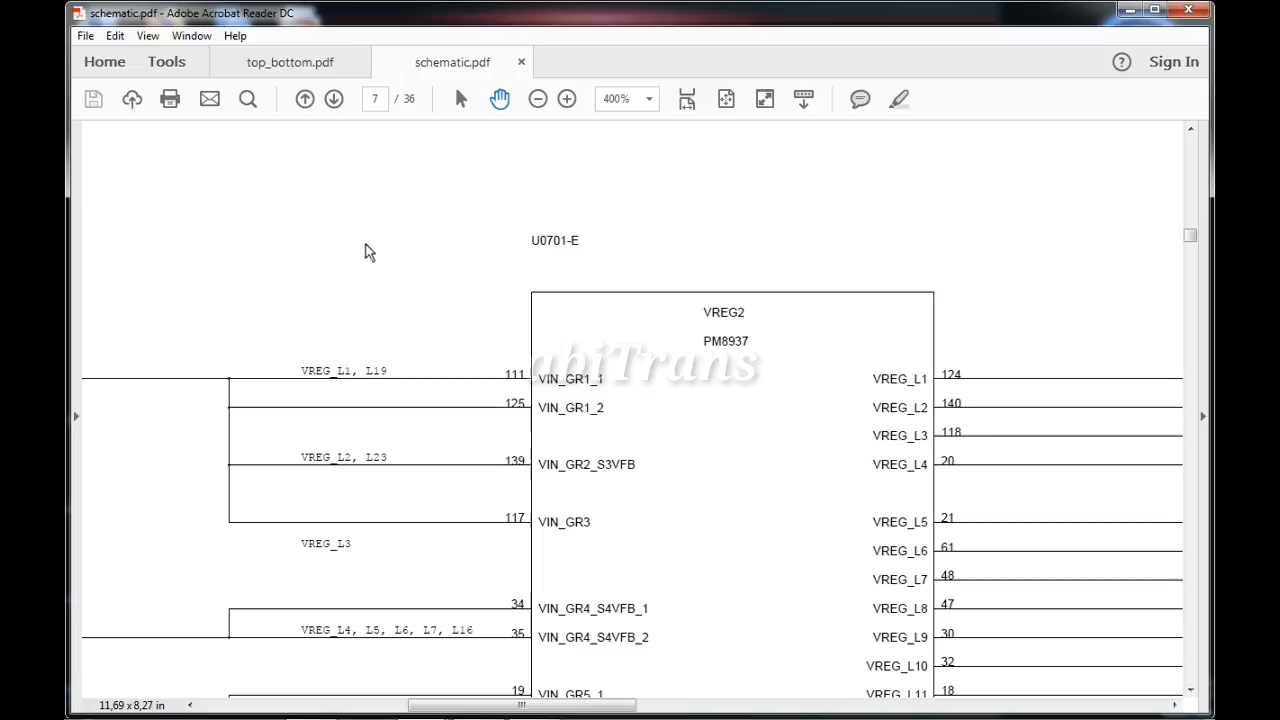 schematic.pdf - Adobe Acrobat Reader DC
File Edit View Window Help
Home Tools top_bottom.pdf schematic.pdf × ? Sign In
7 / 36 400%
U0701-E
VREG2
PM8937
abiTrans
VREG_L1, L19 111 VIN_GR1_1 VREG_L1 124
125 VIN_GR1_2 VREG_L2 140
VREG_L3 118
VREG_L2, L23 139 VIN_GR2_S3VFB VREG_L4 20
117 VIN_GR3 VREG_L5 21
VREG_L3 VREG_L6 61
VREG_L7 48
34 VIN_GR4_S4VFB_1 VREG_L8 47
VREG_L4, L5, L6, L7, L16 35 VIN_GR4_S4VFB_2 VREG_L9 30
VREG_L10 32
19 VIN_GR5_1 VREG_L11 18
11,69 x 8,27 in